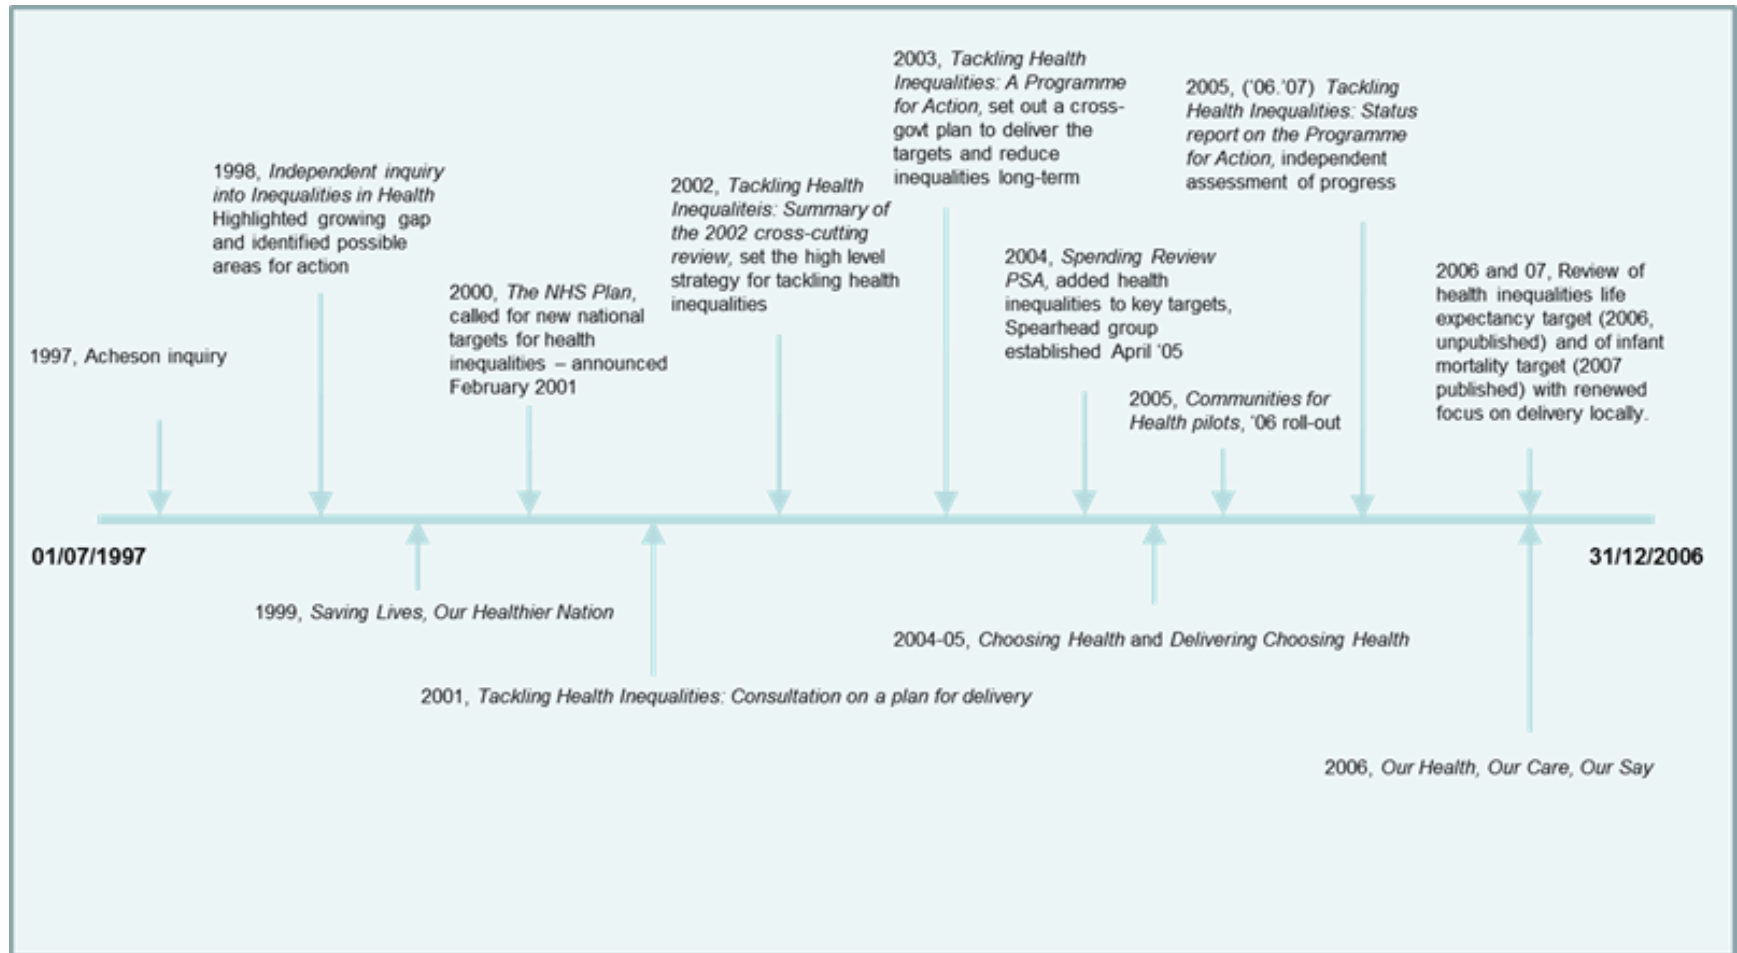 1997, Acheson inquiry
1998, Independent inquiry
into Inequalities in Health
Highlighted growing gap
and identified possible
areas for action
2000, The NHS Plan,
called for new national
targets for health
inequalities – announced
February 2001
2002, Tackling Health
Inequaliteis: Summary of
the 2002 cross-cutting
review, set the high level
strategy for tackling health
inequalities
2003, Tackling Health
Inequalities: A Programme
for Action, set out a cross-
govt plan to deliver the
targets and reduce
inequalities long-term
2004, Spending Review
PSA, added health
inequalities to key targets,
Spearhead group
established April ‘05
2005, Communities for
Health pilots, ‘06 roll-out
2005, (‘06.’07) Tackling
Health Inequalities: Status
report on the Programme
for Action, independent
assessment of progress
2006 and 07, Review of
health inequalities life
expectancy target (2006,
unpublished) and of infant
mortality target (2007
published) with renewed
focus on delivery locally.
01/07/1997
31/12/2006
1999, Saving Lives, Our Healthier Nation
2001, Tackling Health Inequalities: Consultation on a plan for delivery
2004-05, Choosing Health and Delivering Choosing Health
2006, Our Health, Our Care, Our Say